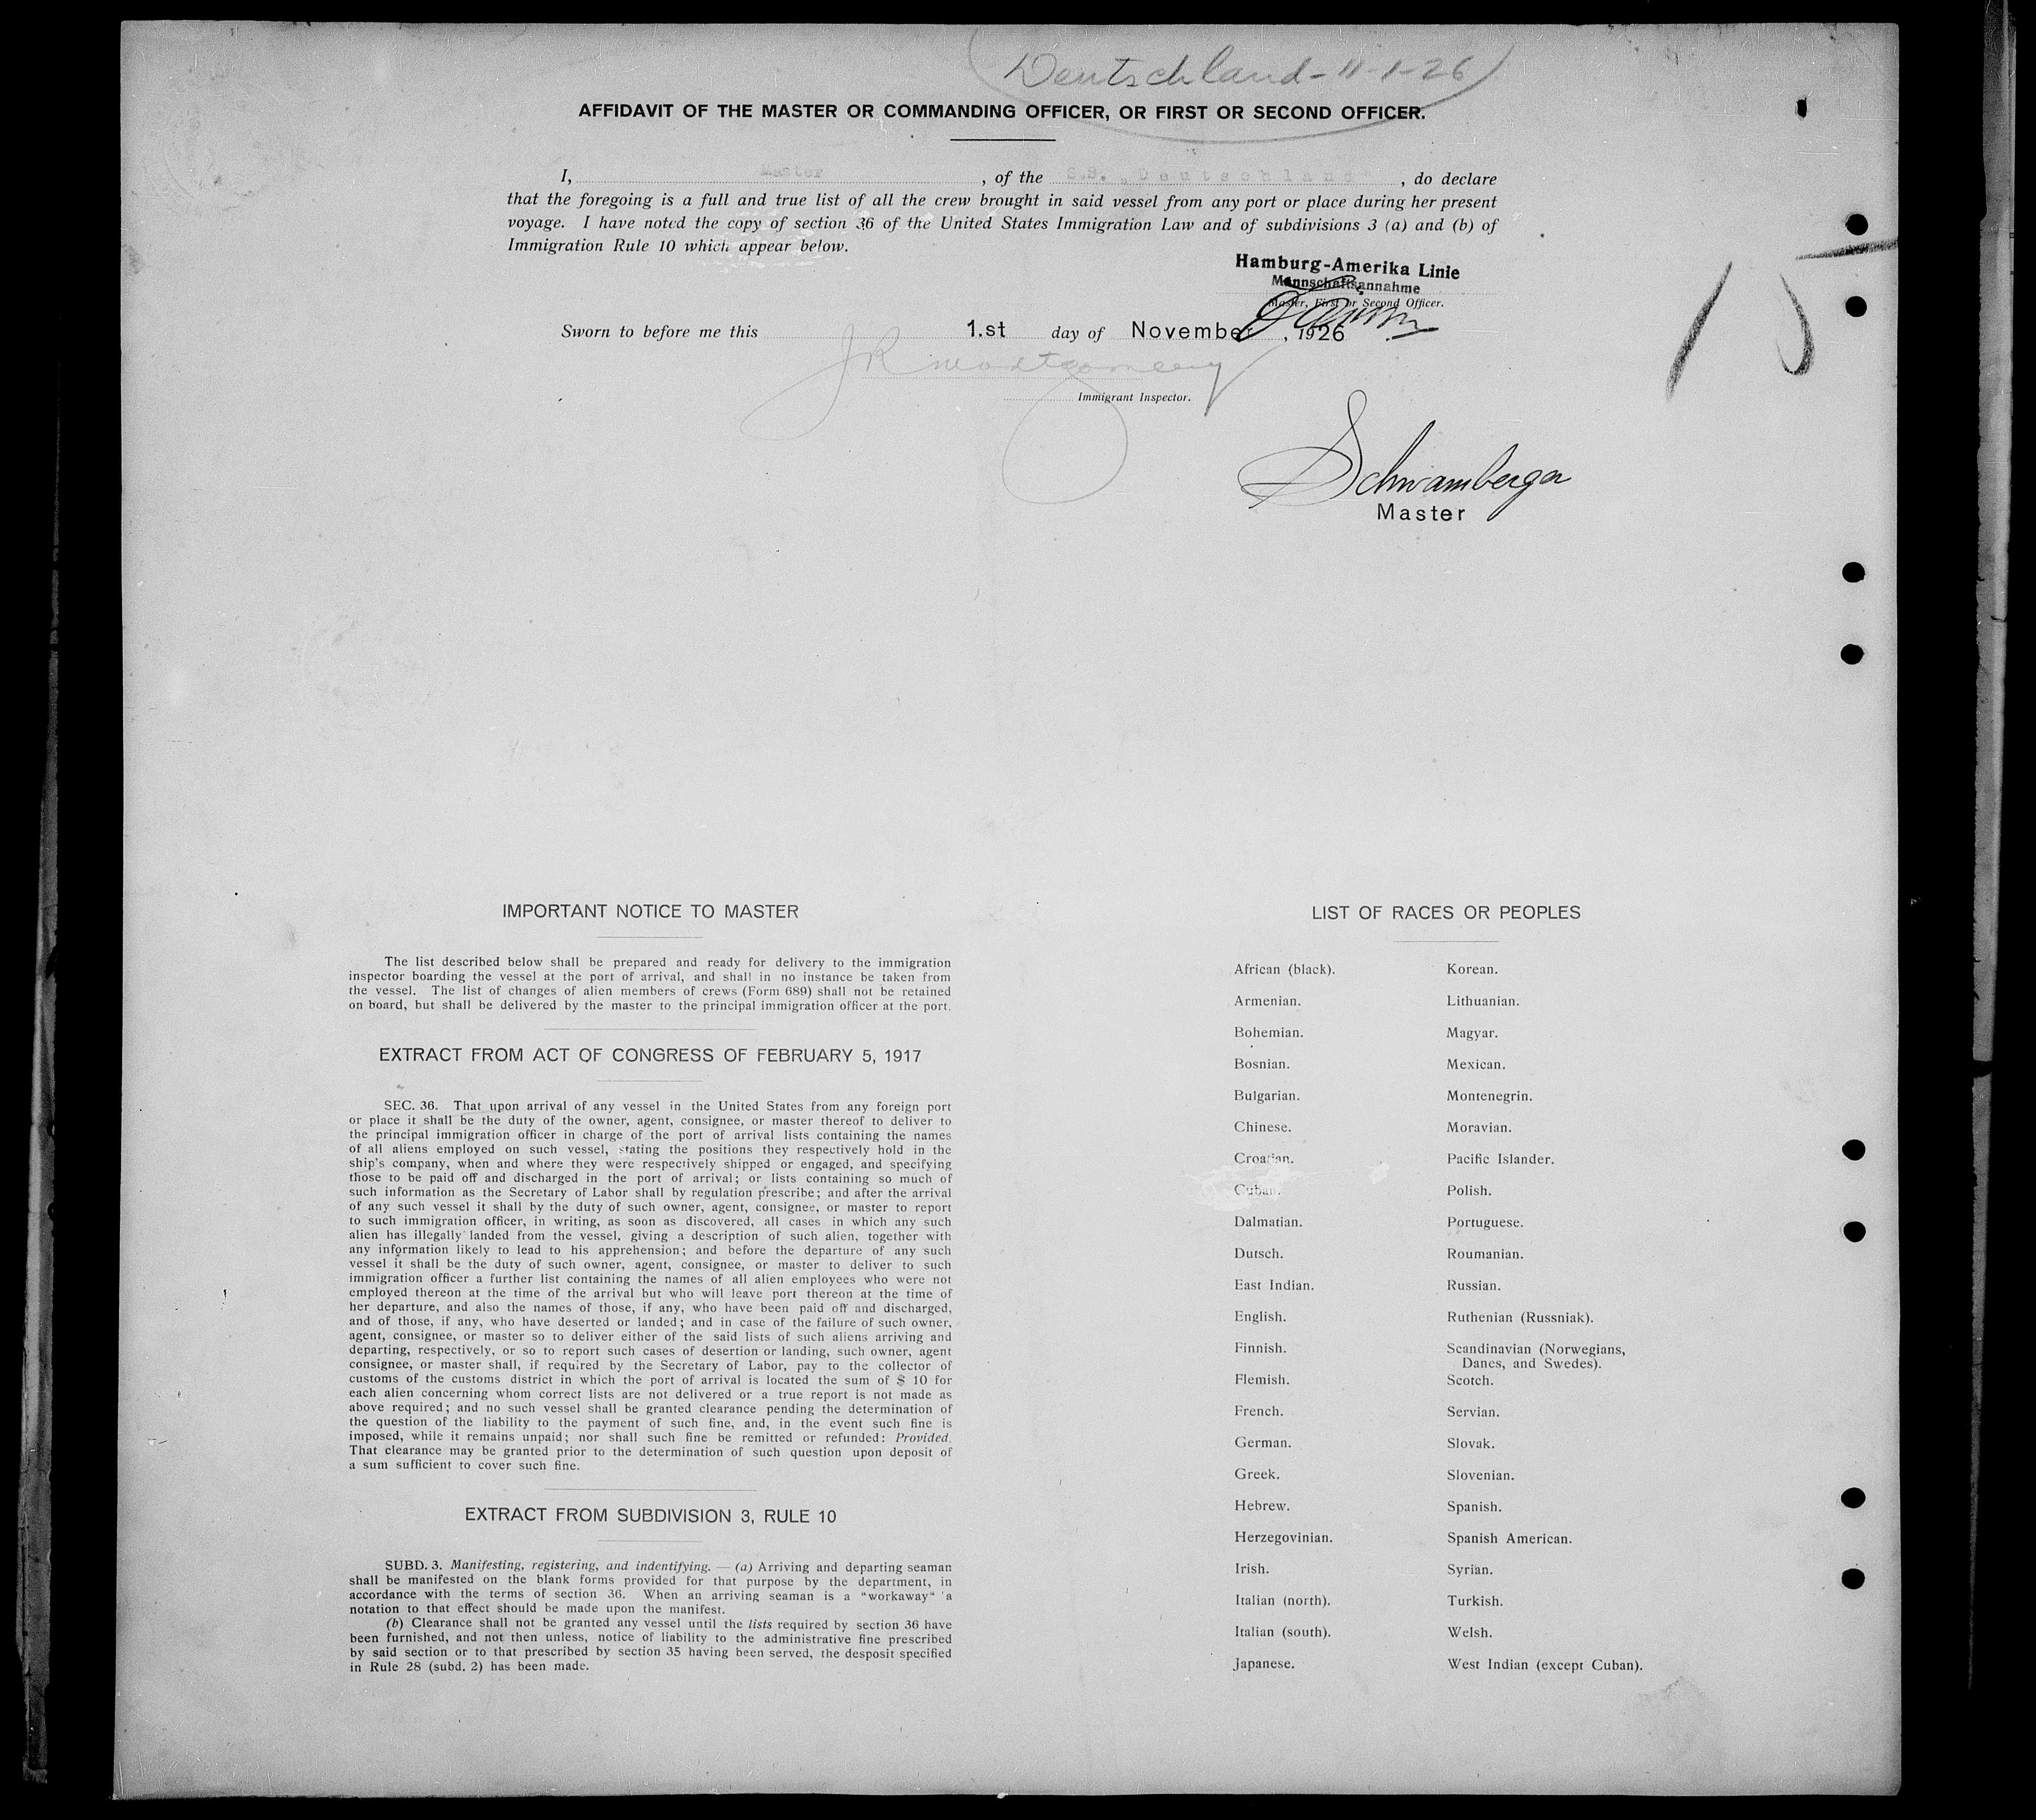 Deutschland - 11-1-26
AFFIDAVIT OF THE MASTER OR COMMANDING OFFICER, OR FIRST OR SECOND OFFICER.
I, Master , of the S.S. „Deutschland" , do declare
that the foregoing is a full and true list of all the crew brought in said vessel from any port or place during her present
voyage. I have noted the copy of section 36 of the United States Immigration Law and of subdivisions 3 (a) and (b) of
Immigration Rule 10 which appear below.
Hamburg-Amerika Linie
Mannschaftsannahme
Master, First or Second Officer.
Sworn to before me this 1.st day of November , 1926
JR Montgomery
Immigrant Inspector.
15
Schwamberger
Master
IMPORTANT NOTICE TO MASTER
The list described below shall be prepared and ready for delivery to the immigration
inspector boarding the vessel at the port of arrival, and shall in no instance be taken from
the vessel. The list of changes of alien members of crews (Form 689) shall not be retained
on board, but shall be delivered by the master to the principal immigration officer at the port.
EXTRACT FROM ACT OF CONGRESS OF FEBRUARY 5, 1917
SEC. 36. That upon arrival of any vessel in the United States from any foreign port
or place it shall be the duty of the owner, agent, consignee, or master thereof to deliver to
the principal immigration officer in charge of the port of arrival lists containing the names
of all aliens employed on such vessel, stating the positions they respectively hold in the
ship's company, when and where they were respectively shipped or engaged, and specifying
those to be paid off and discharged in the port of arrival; or lists containing so much of
such information as the Secretary of Labor shall by regulation prescribe; and after the arrival
of any such vessel it shall by the duty of such owner, agent, consignee, or master to report
to such immigration officer, in writing, as soon as discovered, all cases in which any such
alien has illegally landed from the vessel, giving a description of such alien, together with
any information likely to lead to his apprehension; and before the departure of any such
vessel it shall be the duty of such owner, agent, consignee, or master to deliver to such
immigration officer a further list containing the names of all alien employees who were not
employed thereon at the time of the arrival but who will leave port thereon at the time of
her departure, and also the names of those, if any, who have been paid off and discharged,
and of those, if any, who have deserted or landed; and in case of the failure of such owner,
agent, consignee, or master so to deliver either of the said lists of such aliens arriving and
departing, respectively, or so to report such cases of desertion or landing, such owner, agent
consignee, or master shall, if required by the Secretary of Labor, pay to the collector of
customs of the customs district in which the port of arrival is located the sum of $ 10 for
each alien concerning whom correct lists are not delivered or a true report is not made as
above required; and no such vessel shall be granted clearance pending the determination of
the question of the liability to the payment of such fine, and, in the event such fine is
imposed, while it remains unpaid; nor shall such fine be remitted or refunded: Provided.
That clearance may be granted prior to the determination of such question upon deposit of
a sum sufficient to cover such fine.
EXTRACT FROM SUBDIVISION 3, RULE 10
SUBD. 3. Manifesting, registering, and indentifying. — (a) Arriving and departing seaman
shall be manifested on the blank forms provided for that purpose by the department, in
accordance with the terms of section 36. When an arriving seaman is a "workaway" a
notation to that effect should be made upon the manifest.
(b) Clearance shall not be granted any vessel until the lists required by section 36 have
been furnished, and not then unless, notice of liability to the administrative fine prescribed
by said section or to that prescribed by section 35 having been served, the desposit specified
in Rule 28 (subd. 2) has been made.
LIST OF RACES OR PEOPLES
African (black). Korean.
Armenian. Lithuanian.
Bohemian. Magyar.
Bosnian. Mexican.
Bulgarian. Montenegrin.
Chinese. Moravian.
Croatian. Pacific Islander.
Cuban. Polish.
Dalmatian. Portuguese.
Dutsch. Roumanian.
East Indian. Russian.
English. Ruthenian (Russniak).
Finnish. Scandinavian (Norwegians,
Danes, and Swedes).
Flemish. Scotch.
French. Servian.
German. Slovak.
Greek. Slovenian.
Hebrew. Spanish.
Herzegovinian. Spanish American.
Irish. Syrian.
Italian (north). Turkish.
Italian (south). Welsh.
Japanese. West Indian (except Cuban).